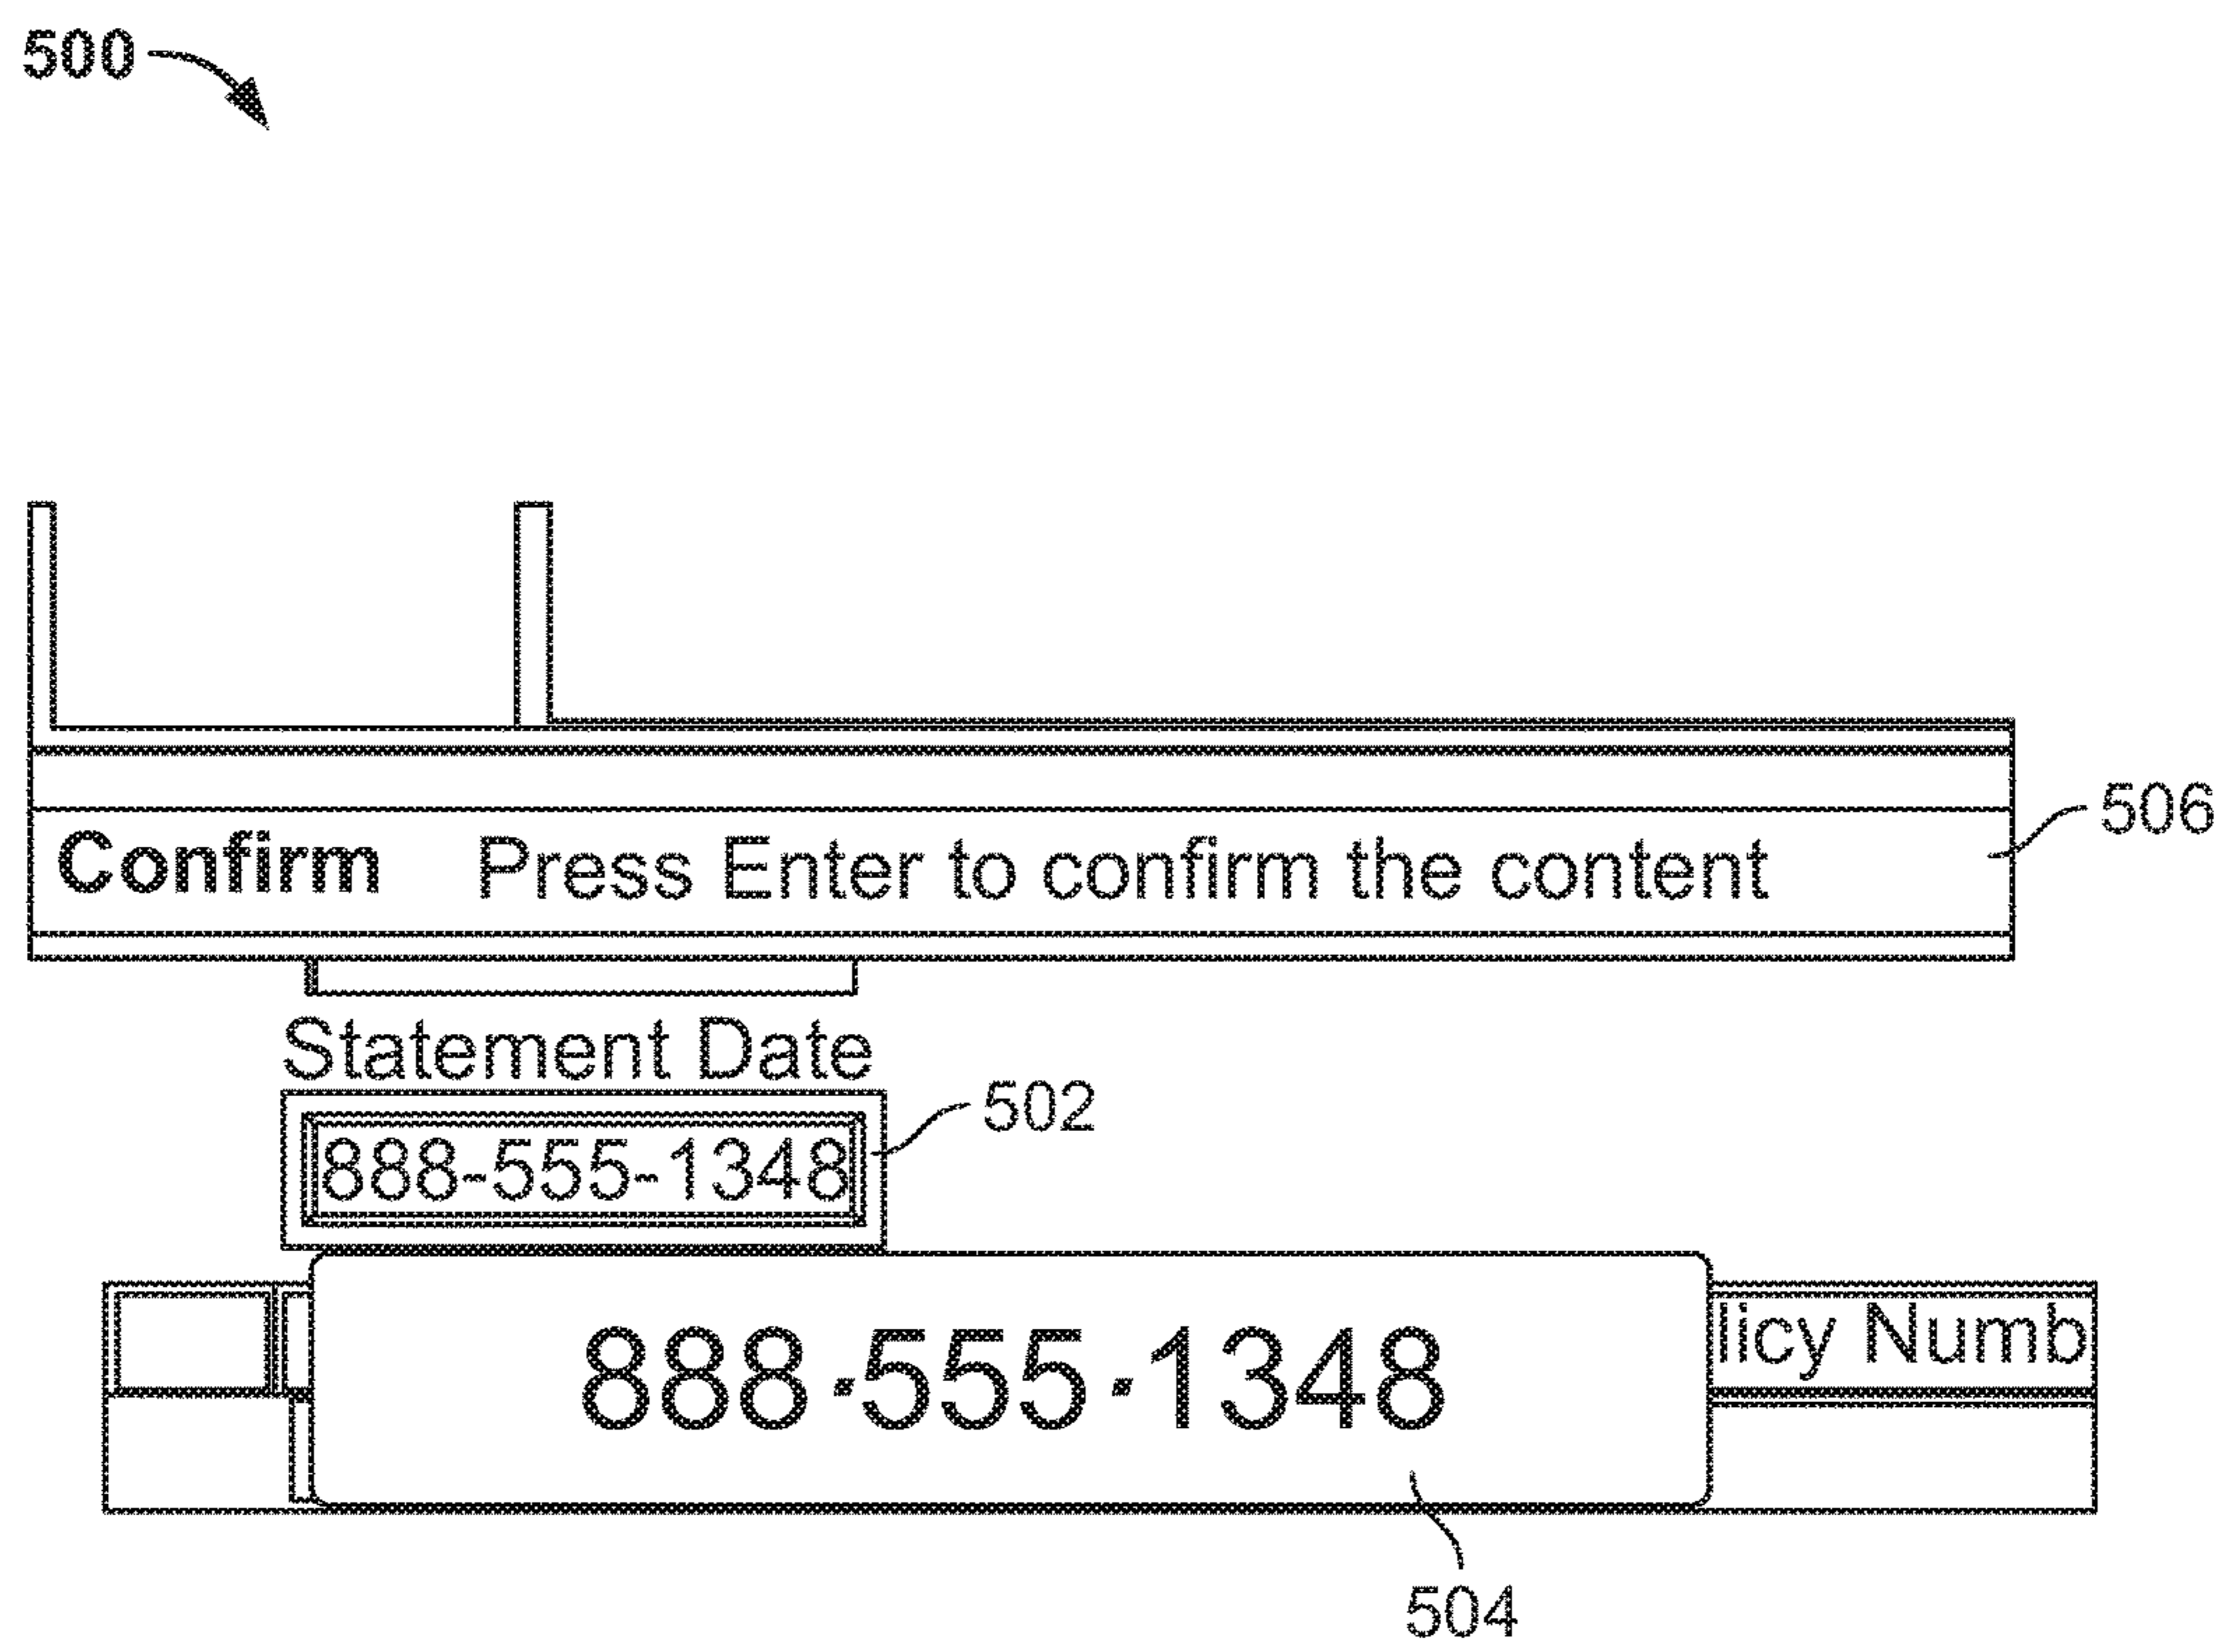 500
506
Confirm Press Enter to confirm the content
Statement Date
502
888-555-1348
licy Numb
888-555-1348
504